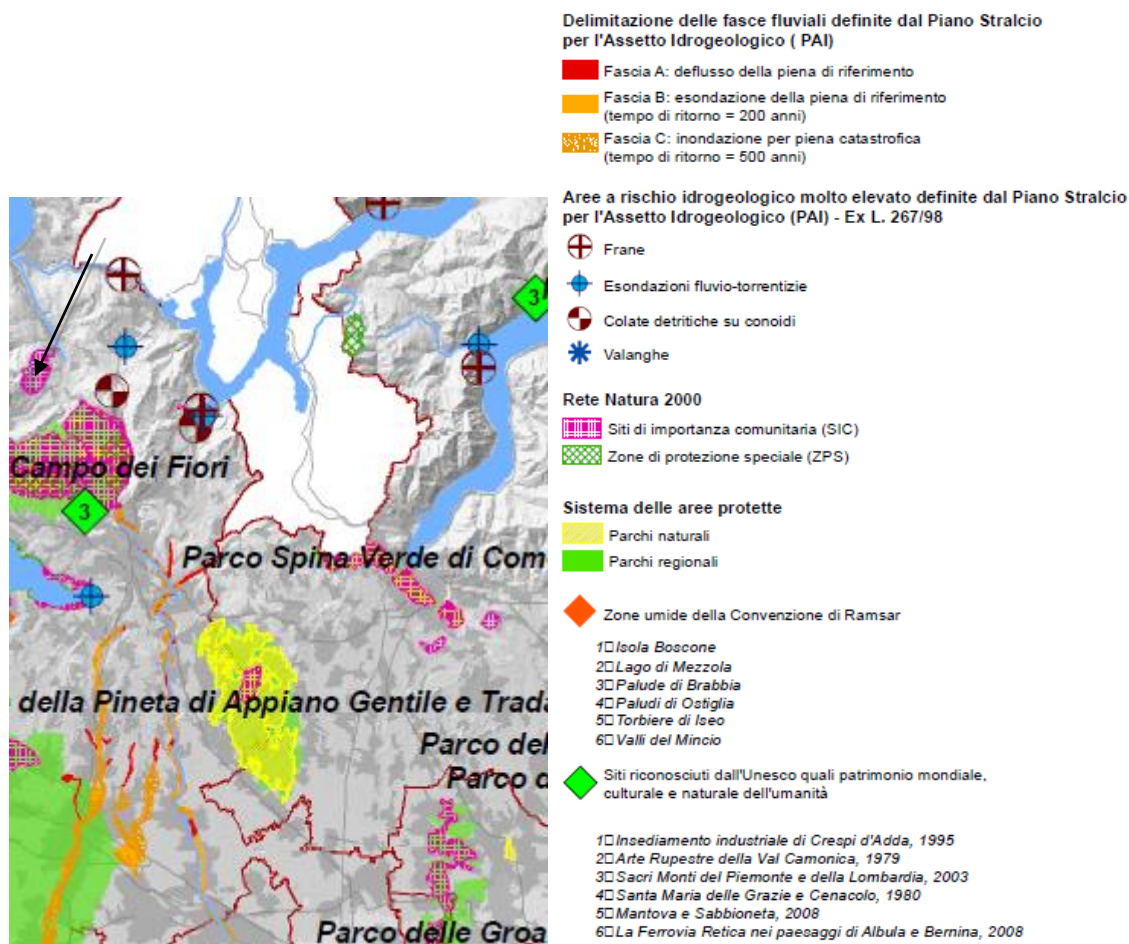 Delimitazione delle fasce fluviali definite dal Piano Stralcio
per l'Assetto Idrogeologico ( PAI)
Fascia A: deflusso della piena di riferimento
Fascia B: esondazione della piena di riferimento
(tempo di ritorno = 200 anni)
Fascia C: inondazione per piena catastrofica
(tempo di ritorno = 500 anni)
Aree a rischio idrogeologico molto elevato definite dal Piano Stralcio
per l'Assetto Idrogeologico (PAI) - Ex L. 267/98
Frane
Esondazioni fluvio-torrentizie
Colate detritiche su conoidi
Valanghe
Rete Natura 2000
Siti di importanza comunitaria (SIC)
Zone di protezione speciale (ZPS)
Sistema delle aree protette
Parchi naturali
Parchi regionali
Zone umide della Convenzione di Ramsar
1□Isola Boscone
2□Lago di Mezzola
3□Palude di Brabbia
4□Paludi di Ostiglia
5□Torbiere di Iseo
6□Valli del Mincio
Siti riconosciuti dall'Unesco quali patrimonio mondiale,
culturale e naturale dell'umanità
1□Insediamento industriale di Crespi d'Adda, 1995
2□Arte Rupestre della Val Camonica, 1979
3□Sacri Monti del Piemonte e della Lombardia, 2003
4□Santa Maria delle Grazie e Cenacolo, 1980
5□Mantova e Sabbioneta, 2008
6□La Ferrovia Retica nei paesaggi di Albula e Bernina, 2008
3
Campo dei Fiori
3
Parco Spina Verde di Com
della Pineta di Appiano Gentile e Trada
Parco del
Parco d
Parco delle Groa